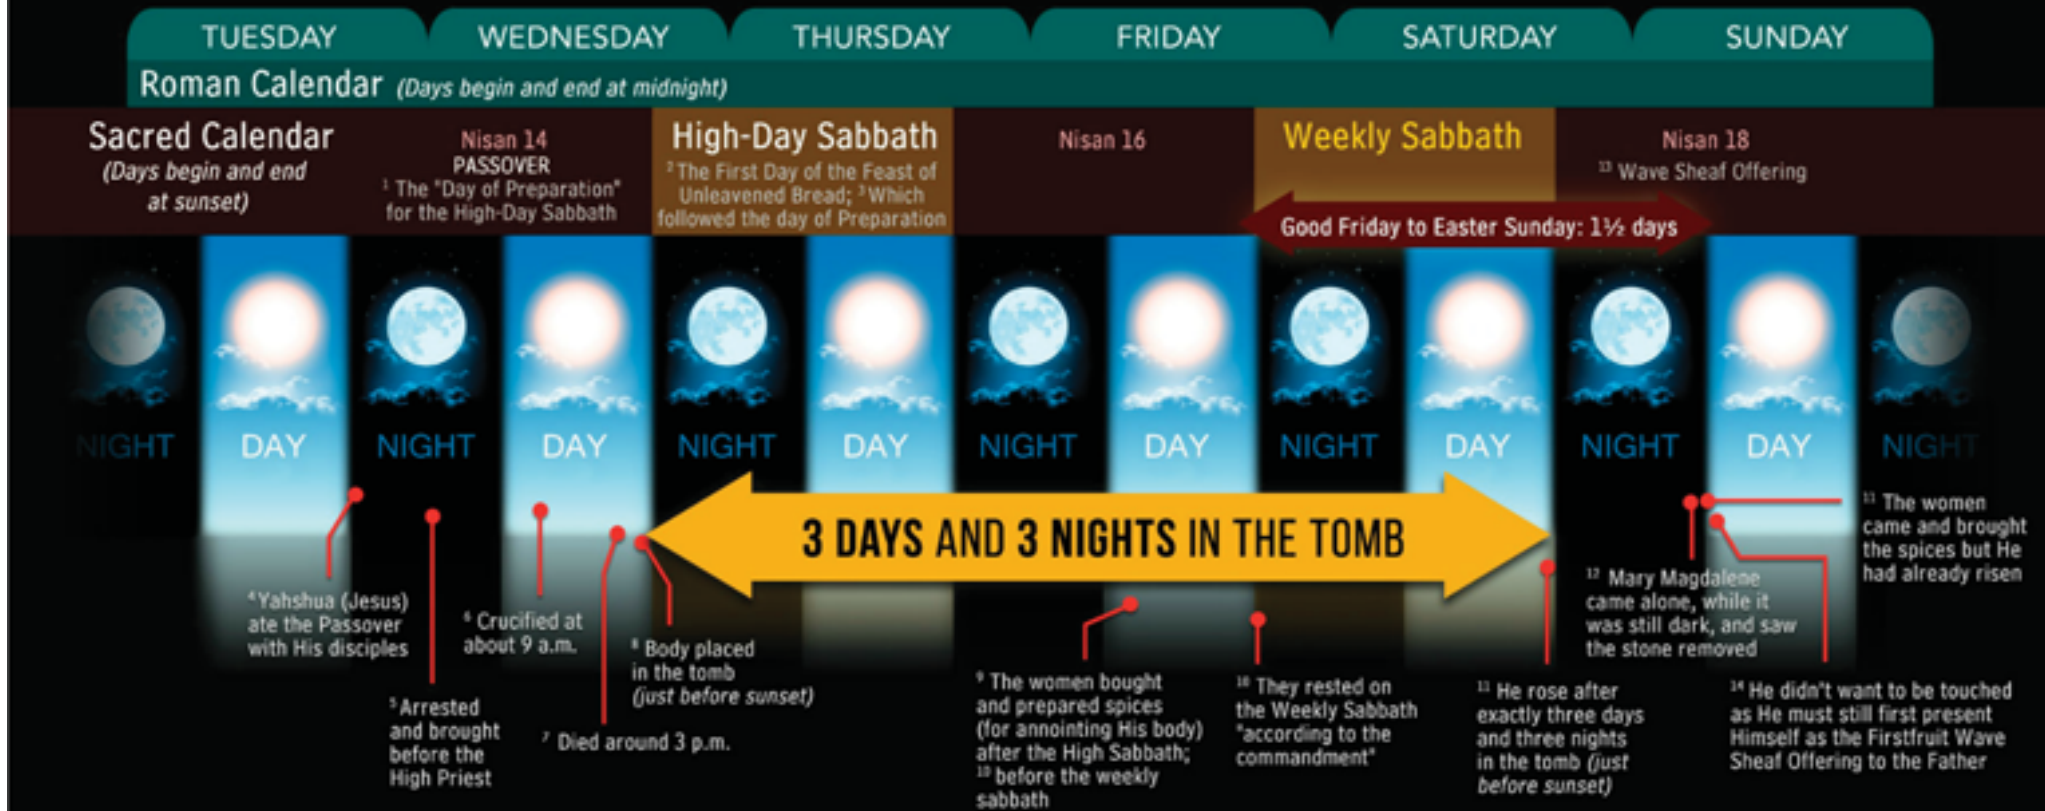 TUESDAY
WEDNESDAY
THURSDAY
FRIDAY
SATURDAY
SUNDAY
Roman Calendar (Days begin and end at midnight)
Sacred Calendar
(Days begin and end
at sunset)
Nisan 14
PASSOVER
¹ The "Day of Preparation"
for the High-Day Sabbath
High-Day Sabbath
² The First Day of the Feast of
Unleavened Bread; ³ Which
followed the day of Preparation
Nisan 16
Weekly Sabbath
Nisan 18
¹³ Wave Sheaf Offering
Good Friday to Easter Sunday: 1½ days
NIGHT
DAY
NIGHT
DAY
NIGHT
DAY
NIGHT
DAY
NIGHT
DAY
NIGHT
DAY
NIGHT
3 DAYS AND 3 NIGHTS IN THE TOMB
⁴ Yahshua (Jesus)
ate the Passover
with His disciples
⁵ Arrested
and brought
before the
High Priest
⁶ Crucified at
about 9 a.m.
⁷ Died around 3 p.m.
⁸ Body placed
in the tomb
(just before sunset)
⁹ The women bought
and prepared spices
(for annointing His body)
after the High Sabbath;
¹⁰ before the weekly
sabbath
¹⁰ They rested on
the Weekly Sabbath
"according to the
commandment"
¹¹ He rose after
exactly three days
and three nights
in the tomb (just
before sunset)
¹² Mary Magdalene
came alone, while it
was still dark, and saw
the stone removed
¹¹ The women
came and brought
the spices but He
had already risen
¹⁴ He didn't want to be touched
as He must still first present
Himself as the Firstfruit Wave
Sheaf Offering to the Father